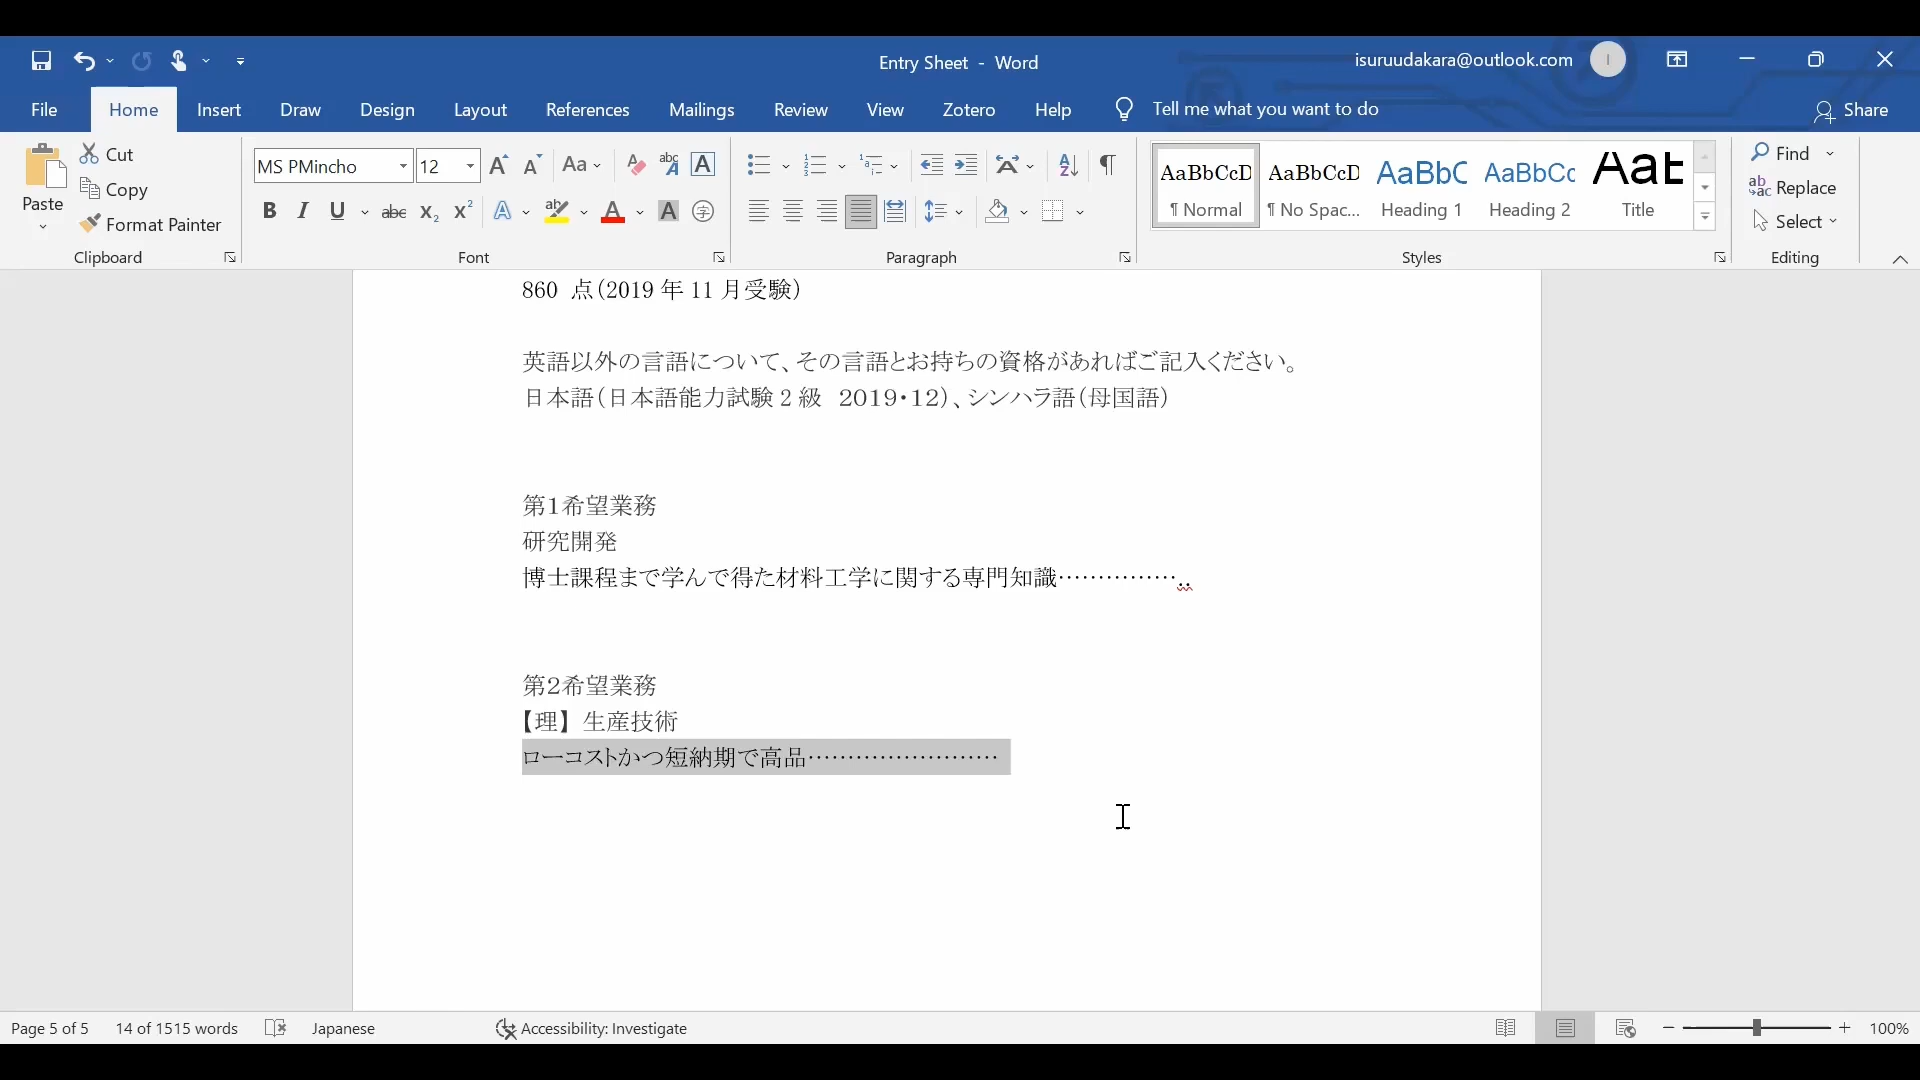 Entry Sheet - Word
isuruudakara@outlook.com
I
File Home Insert Draw Design Layout References Mailings Review View Zotero Help Tell me what you want to do Share
Paste
Cut
Copy
Format Painter
Clipboard
MS PMincho 12
Font
Paragraph
AaBbCcD AaBbCcD AaBbC AaBbCc Aab
¶ Normal ¶ No Spac... Heading 1 Heading 2 Title
Styles
Find
Replace
Select
Editing
860 点(2019 年 11 月受験)
英語以外の言語について、その言語とお持ちの資格があればご記入ください。
日本語(日本語能力試験 2 級 2019・12)、シンハラ語(母国語)
第1希望業務
研究開発
博士課程まで学んで得た材料工学に関する専門知識……………..
第2希望業務
【理】 生産技術
ローコストかつ短納期で高品……………………
Page 5 of 5 14 of 1515 words Japanese Accessibility: Investigate 100%